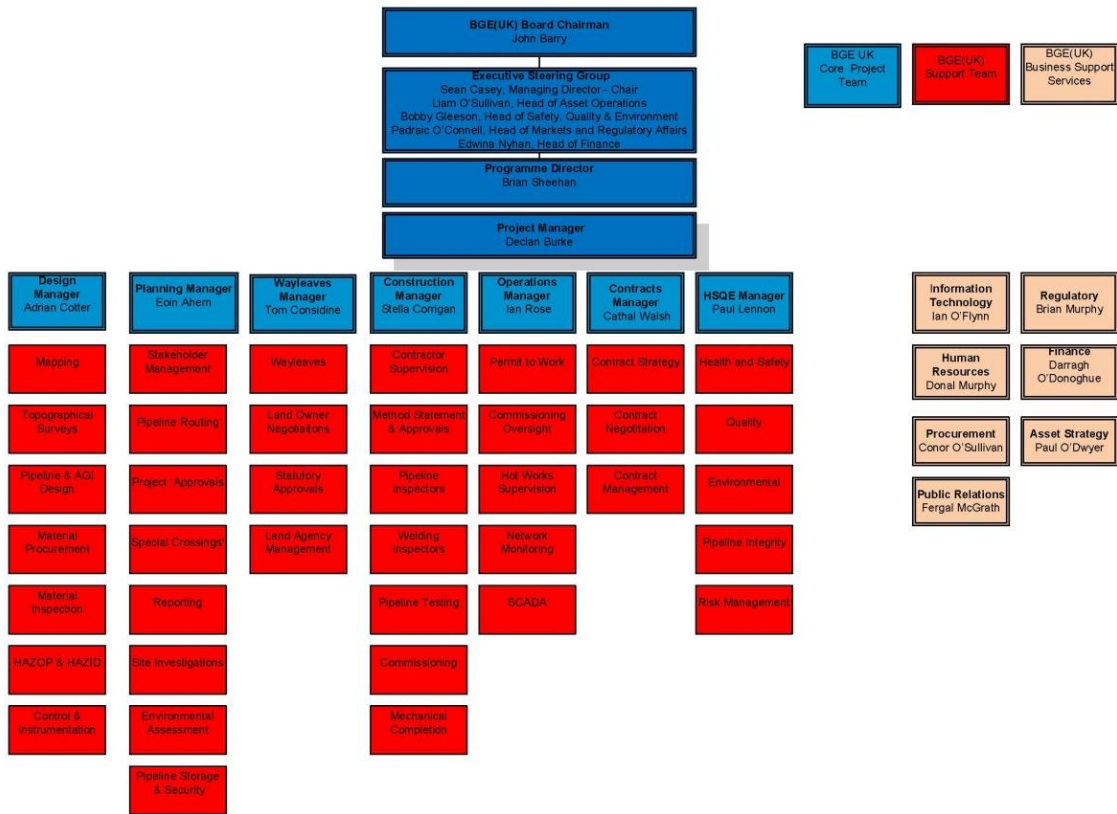 BGE(UK) Board Chairman
John Barry
Executive Steering Group
Sean Casey, Managing Director - Chair
Liam O'Sullivan, Head of Asset Operations
Bobby Gleeson, Head of Safety, Quality & Environment
Padraic O'Connell, Head of Markets and Regulatory Affairs
Edwina Nyhan, Head of Finance
Programme Director
Brian Sheehan
Project Manager
Declan Burke
BGE UK
Core Project
Team
BGE(UK)
Support Team
BGE(UK)
Business Support
Services
Design
Manager
Adrian Cotter
Mapping
Topographical
Surveys
Pipeline & AGI
Design
Material
Procurement
Material
Inspection
HAZOP & HAZID
Control &
Instrumentation
Planning Manager
Eoin Ahern
Stakeholder
Management
Pipeline Routing
Project Approvals
Special Crossings'
Reporting
Site Investigations
Environmental
Assessment
Pipeline Storage
& Security
Wayleaves
Manager
Tom Considine
Wayleaves
Land Owner
Negotiaitons
Statutory
Approvals
Land Agency
Management
Construction
Manager
Stella Corrigan
Contractor
Supervision
Method Statement
& Approvals
Pipeline
Inspectors
Welding
Inspectors
Pipeline Testing
Commissioning
Mechanical
Completion
Operations
Manager
Ian Rose
Permit to Work
Commissioning
Oversight
Hot Works
Supervision
Network
Monitoring
SCADA
Contracts
Manager
Cathal Walsh
Contract Strategy
Contract
Negotitation
Contract
Management
HSQE Manager
Paul Lennon
Health and Safety
Quality
Environmental
Pipeline Integrity
Risk Management
Information
Technology
Ian O'Flynn
Regulatory
Brian Murphy
Human
Resources
Donal Murphy
Finance
Darragh
O'Donoghue
Procurement
Conor O'Sullivan
Asset Strategy
Paul O'Dwyer
Public Relations
Fergal McGrath